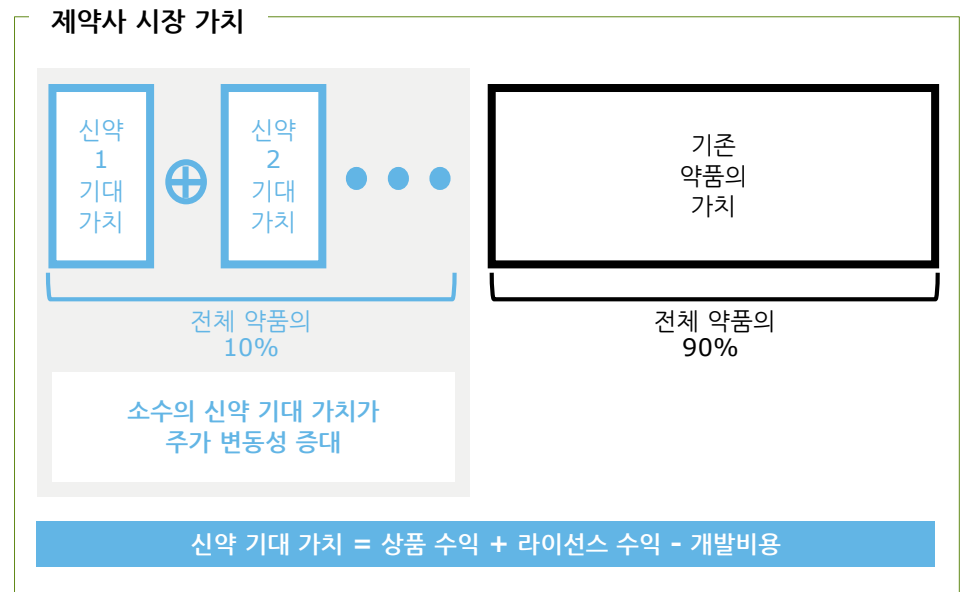 제약사 시장 가치
신약
1
기대
가치
신약
2
기대
가치
기존
약품의
가치
전체 약품의
10%
전체 약품의
90%
소수의 신약 기대 가치가
주가 변동성 증대
신약 기대 가치 = 상품 수익 + 라이선스 수익 - 개발비용